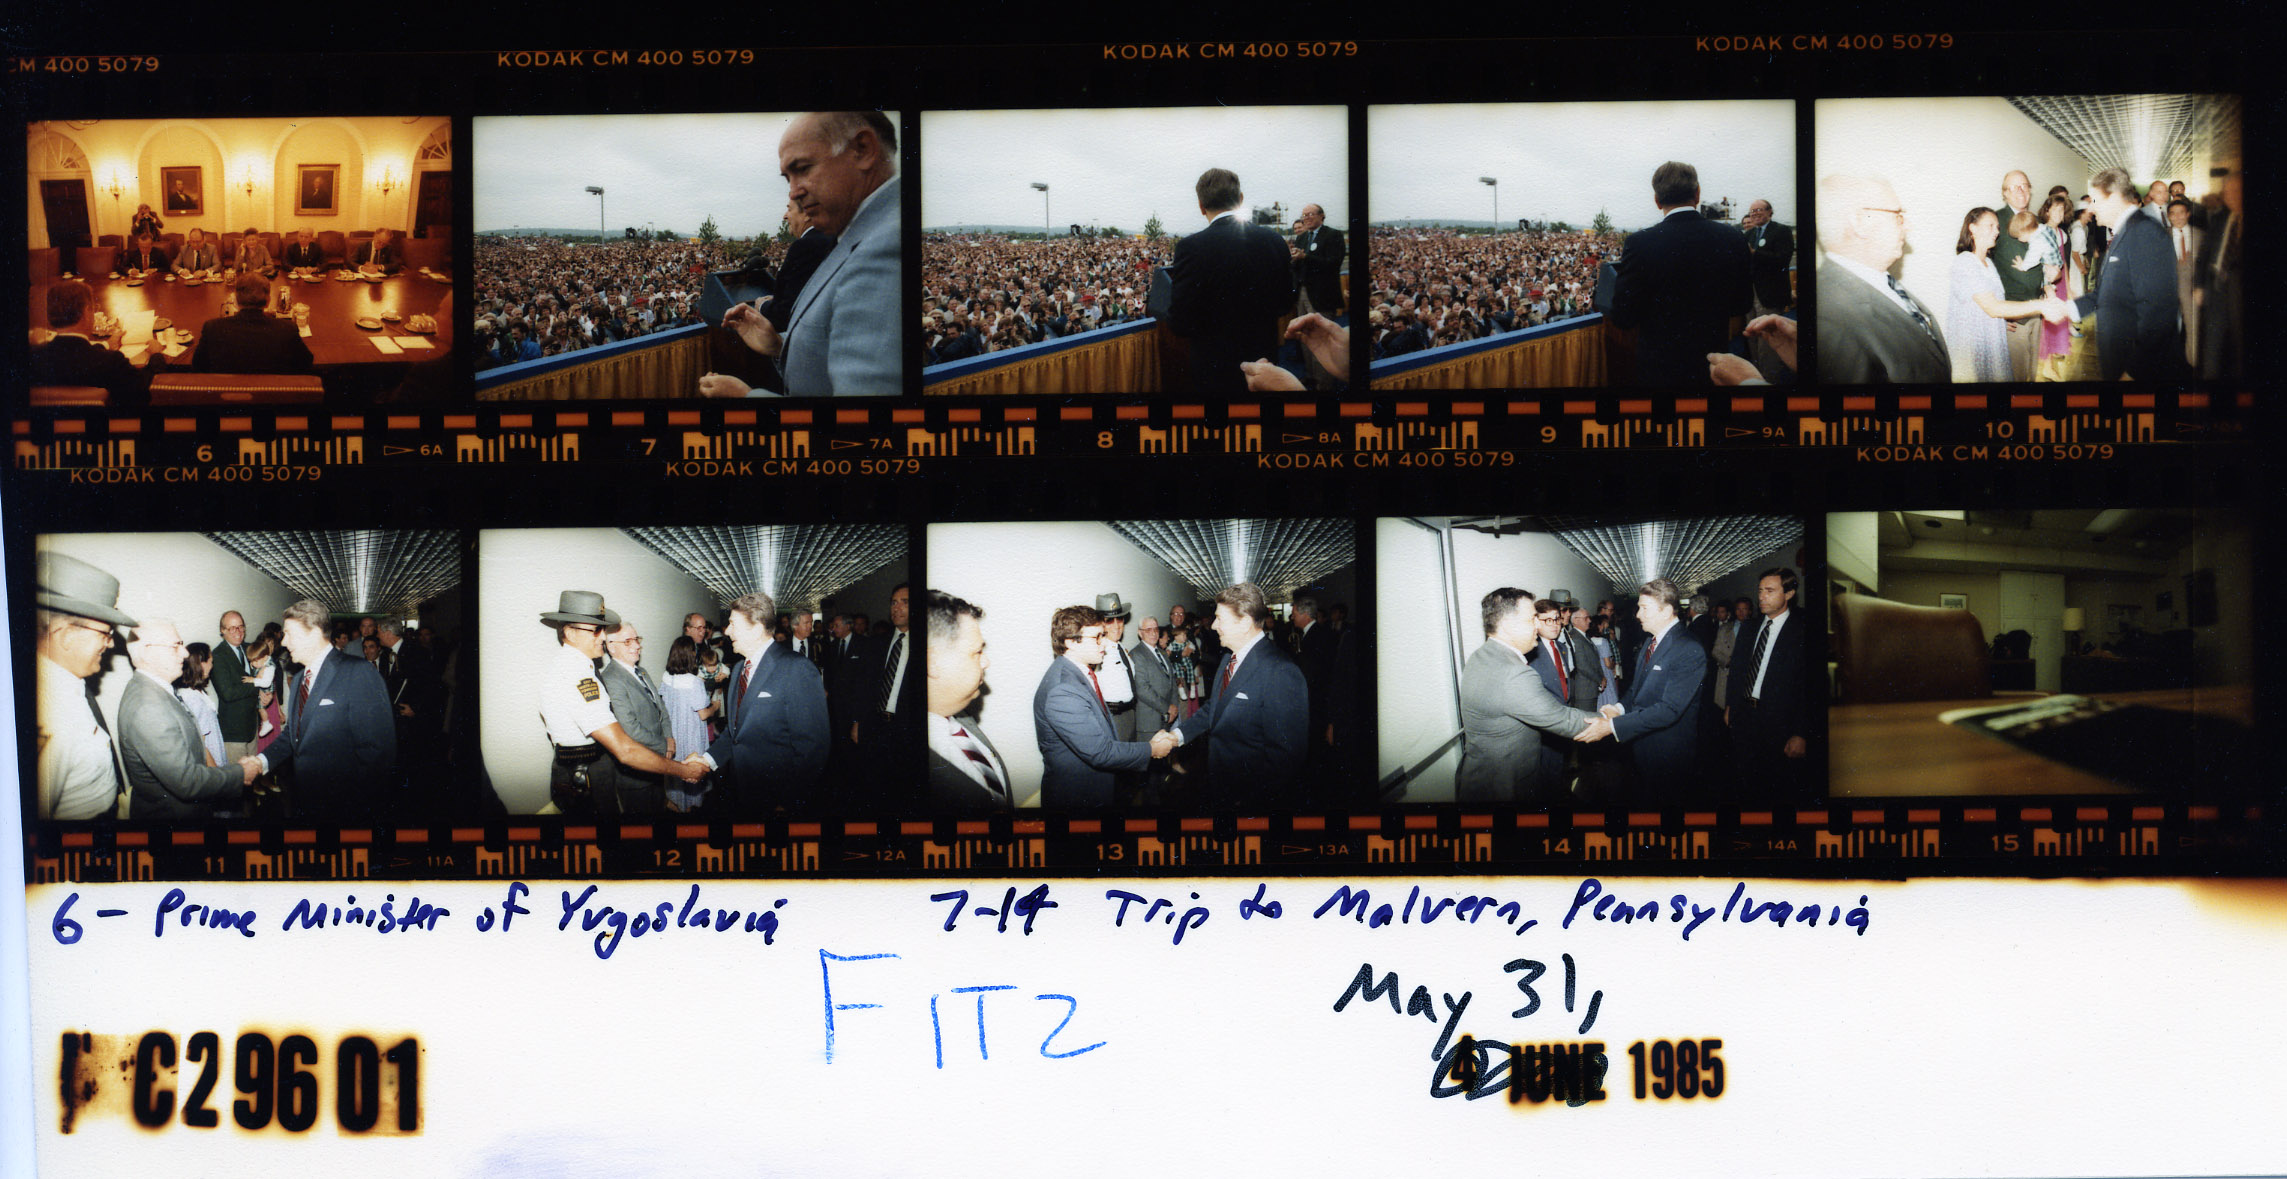 CM 400 5079 KODAK CM 400 5079 KODAK CM 400 5079 KODAK CM 400 5079
6 6A 7 7A 8 8A 9 9A 10 10A
KODAK CM 400 5079 KODAK CM 400 5079 KODAK CM 400 5079 KODAK CM 400 5079
11 11A 12 12A 13 13A 14 14A 15
6 - Prime Minister of Yugoslavia 7-14 Trip to Malvern, Pennsylvania
FITZ
May 31,
C29601
4 JUNE 1985